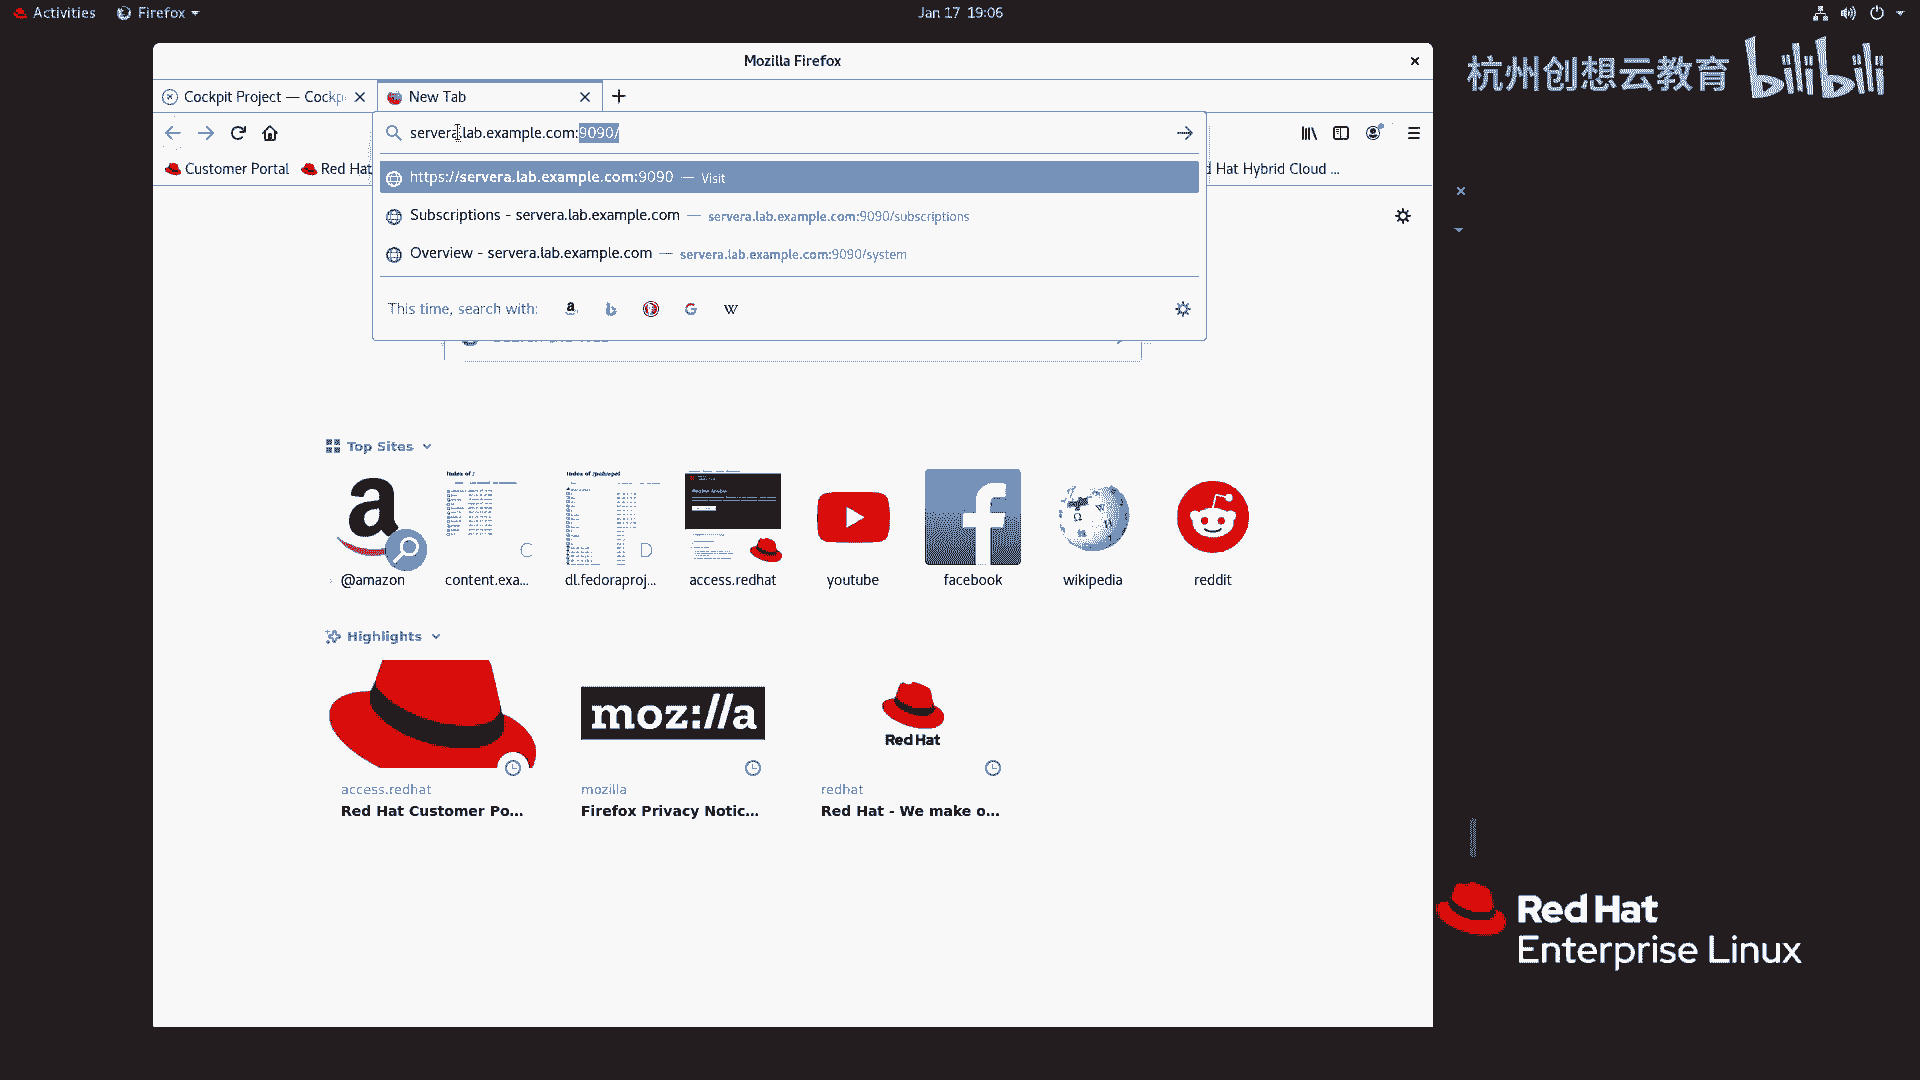 Activities
Firefox
Jan 17 19:06
Mozilla Firefox
杭州创想云教育 bilibili
Cockpit Project — Cockp
New Tab
servera.lab.example.com:9090/
Customer Portal
Red Hat
d Hat Hybrid Cloud ...
https://servera.lab.example.com:9090 — Visit
Subscriptions - servera.lab.example.com — servera.lab.example.com:9090/subscriptions
Overview - servera.lab.example.com — servera.lab.example.com:9090/system
This time, search with:
Top Sites
Index of /
@amazon
content.exa...
dl.fedoraproj...
access.redhat
youtube
facebook
wikipedia
reddit
Highlights
moz://a
Red Hat
access.redhat
mozilla
redhat
Red Hat Customer Po...
Firefox Privacy Notic...
Red Hat - We make o...
Red Hat
Enterprise Linux